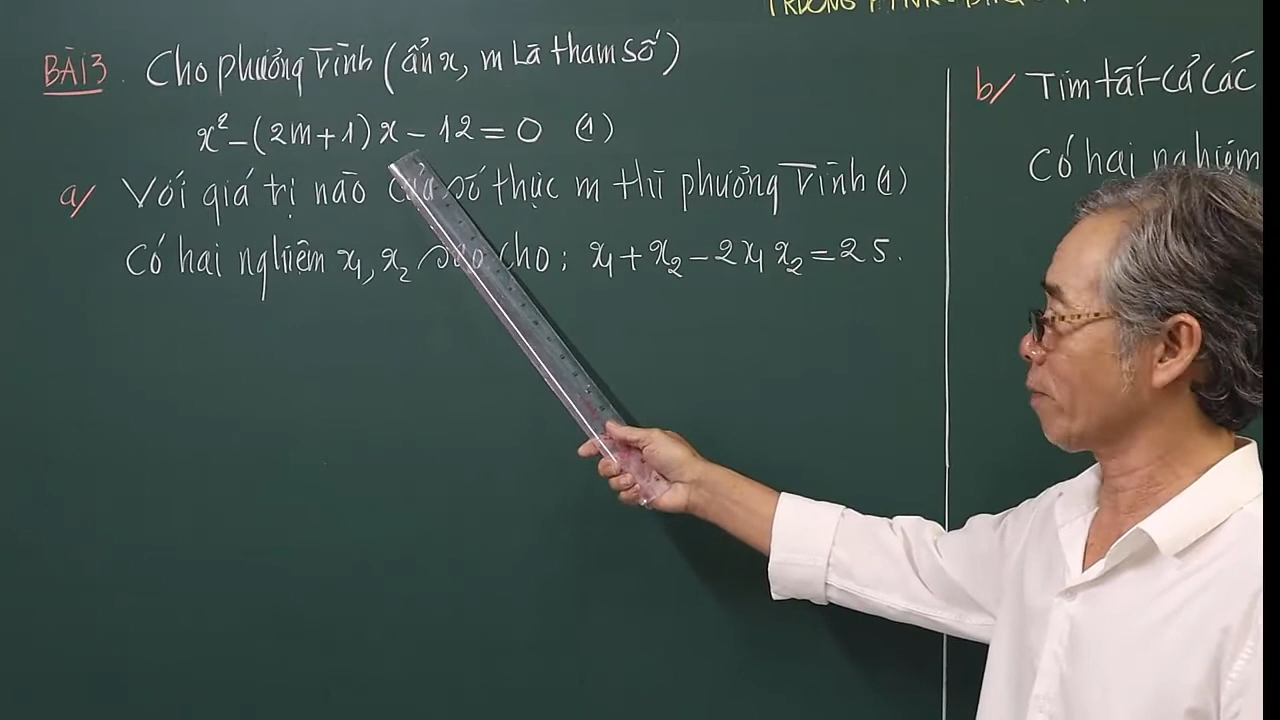 BÀI 3. Cho phương trình (ẩn x, m là tham số)
x² - (2m + 1)x - 12 = 0 (1)
a/ Với giá trị nào của số thực m thì phương trình (1)
có hai nghiệm x₁, x₂ sao cho: x₁ + x₂ - 2x₁x₂ = 25.
b/ Tìm tất cả các
có hai nghiệm